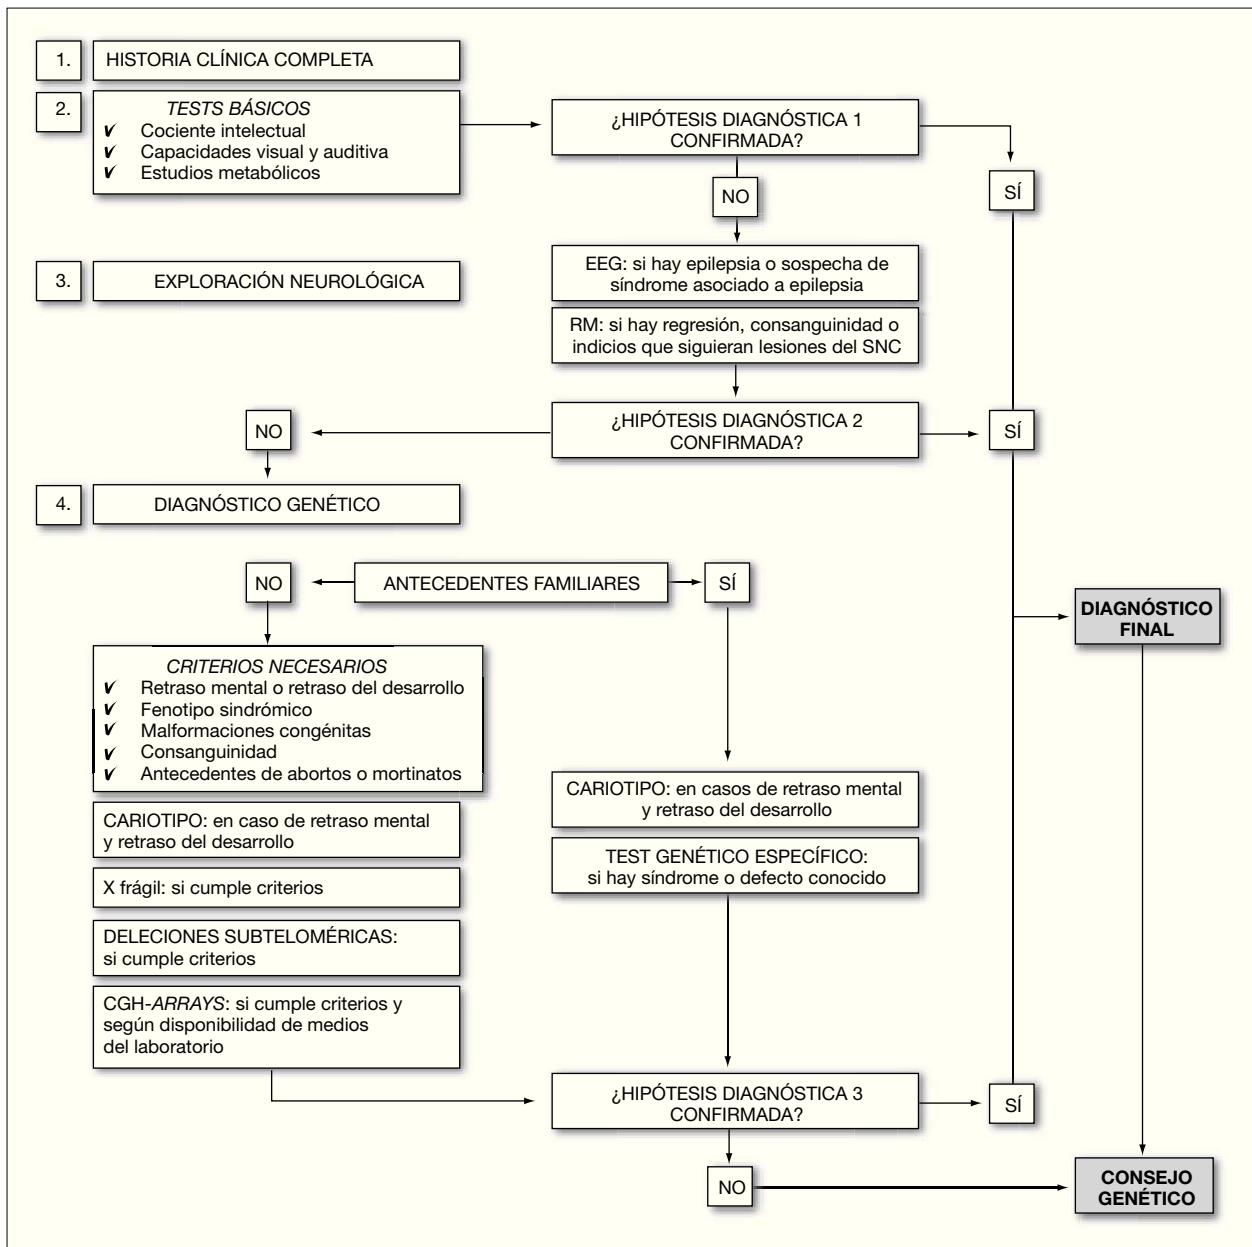 1.
HISTORIA CLÍNICA COMPLETA
2.
TESTS BÁSICOS
✓ Cociente intelectual
✓ Capacidades visual y auditiva
✓ Estudios metabólicos
¿HIPÓTESIS DIAGNÓSTICA 1
CONFIRMADA?
SÍ
NO
3.
EXPLORACIÓN NEUROLÓGICA
EEG: si hay epilepsia o sospecha de
síndrome asociado a epilepsia
RM: si hay regresión, consanguinidad o
indicios que siguieran lesiones del SNC
¿HIPÓTESIS DIAGNÓSTICA 2
CONFIRMADA?
NO
SÍ
4.
DIAGNÓSTICO GENÉTICO
NO
ANTECEDENTES FAMILIARES
SÍ
CRITERIOS NECESARIOS
✓ Retraso mental o retraso del desarrollo
✓ Fenotipo sindrómico
✓ Malformaciones congénitas
✓ Consanguinidad
✓ Antecedentes de abortos o mortinatos
CARIOTIPO: en caso de retraso mental
y retraso del desarrollo
X frágil: si cumple criterios
DELECIONES SUBTELOMÉRICAS:
si cumple criterios
CGH-ARRAYS: si cumple criterios y
según disponibilidad de medios
del laboratorio
CARIOTIPO: en casos de retraso mental
y retraso del desarrollo
TEST GENÉTICO ESPECÍFICO:
si hay síndrome o defecto conocido
¿HIPÓTESIS DIAGNÓSTICA 3
CONFIRMADA?
SÍ
NO
DIAGNÓSTICO
FINAL
CONSEJO
GENÉTICO